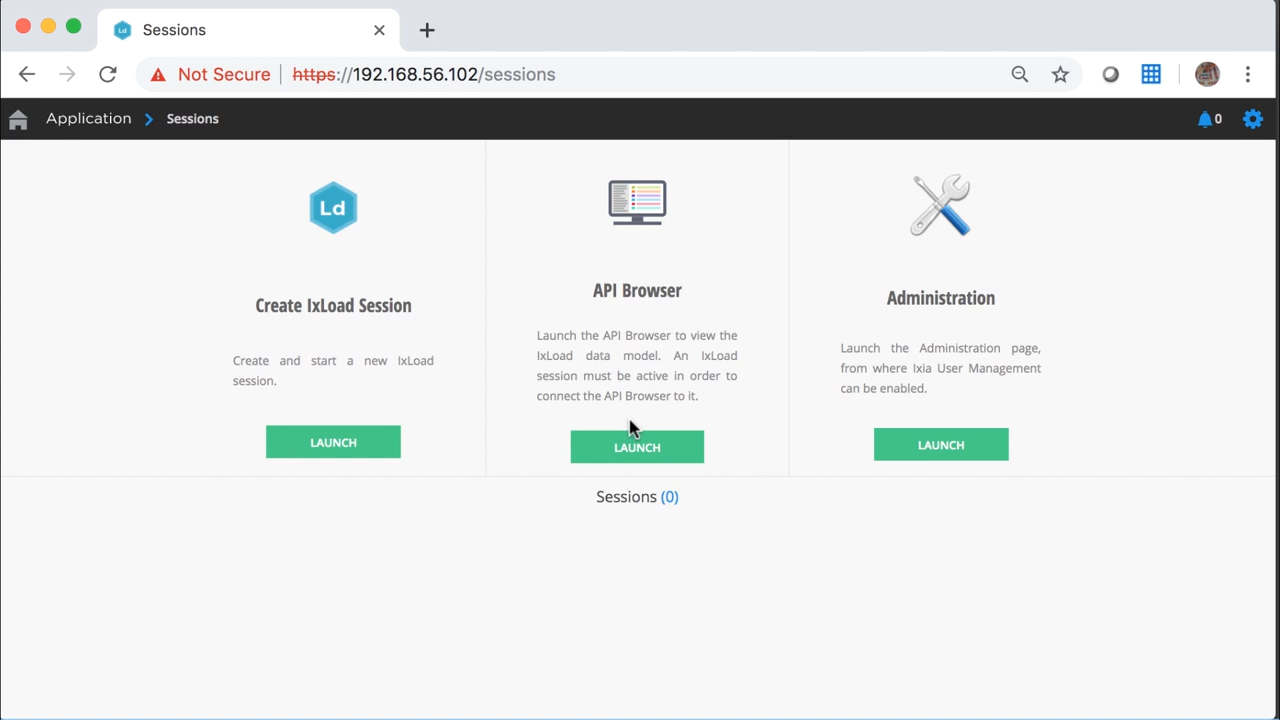 Ld Sessions
Not Secure https://192.168.56.102/sessions
Application Sessions 0
Ld
Create IxLoad Session
Create and start a new IxLoad
session.
LAUNCH
API Browser
Launch the API Browser to view the
IxLoad data model. An IxLoad
session must be active in order to
connect the API Browser to it.
LAUNCH
Administration
Launch the Administration page,
from where Ixia User Management
can be enabled.
LAUNCH
Sessions (0)